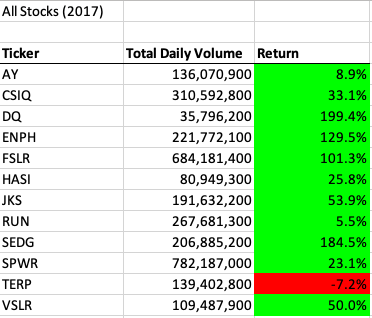 All Stocks (2017)
Ticker Total Daily Volume Return
AY 136,070,900 8.9%
CSIQ 310,592,800 33.1%
DQ 35,796,200 199.4%
ENPH 221,772,100 129.5%
FSLR 684,181,400 101.3%
HASI 80,949,300 25.8%
JKS 191,632,200 53.9%
RUN 267,681,300 5.5%
SEDG 206,885,200 184.5%
SPWR 782,187,000 23.1%
TERP 139,402,800 -7.2%
VSLR 109,487,900 50.0%